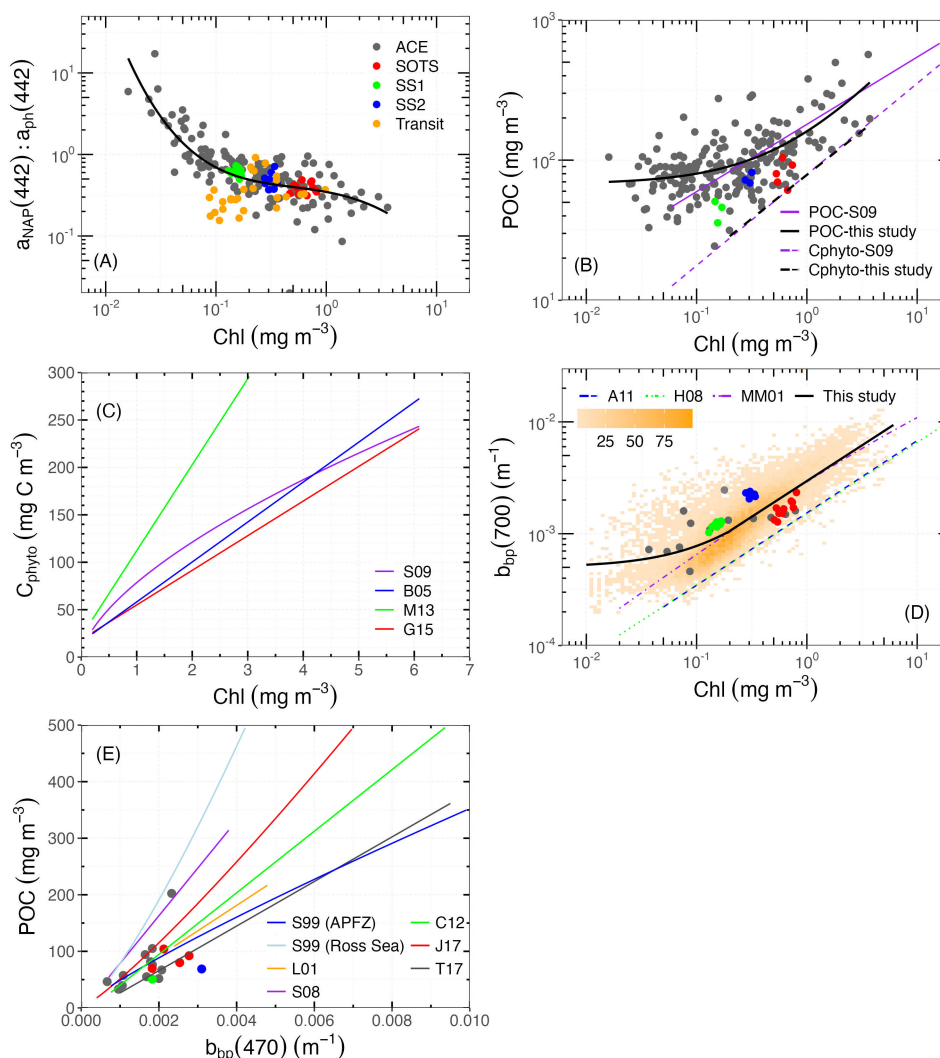 a_NAP(442) : a_ph(442)
10^1
10^0
10^-1
ACE
SOTS
SS1
SS2
Transit
(A)
10^-2
10^-1
10^0
10^1
Chl (mg m^-3)
POC (mg m^-3)
10^3
10^2
10^1
(B)
POC-S09
POC-this study
Cphyto-S09
Cphyto-this study
10^-2
10^-1
10^0
10^1
Chl (mg m^-3)
C_phyto (mg C m^-3)
300
250
200
150
100
50
0
(C)
S09
B05
M13
G15
0 1 2 3 4 5 6 7
Chl (mg m^-3)
b_bp(700) (m^-1)
A11 H08 MM01 This study
25 50 75
10^-2
10^-3
10^-4
(D)
10^-2
10^-1
10^0
10^1
Chl (mg m^-3)
POC (mg m^-3)
500
400
300
200
100
0
(E)
S99 (APFZ)
S99 (Ross Sea)
L01
S08
C12
J17
T17
0.000 0.002 0.004 0.006 0.008 0.010
b_bp(470) (m^-1)